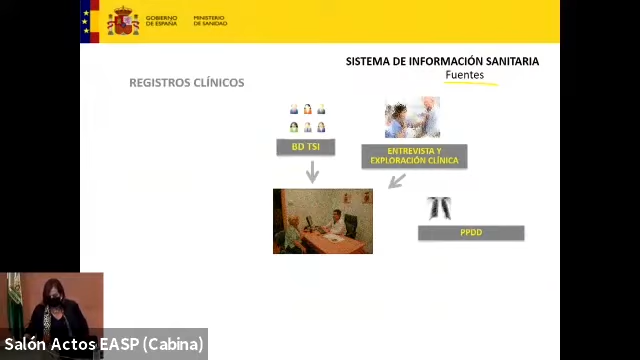 GOBIERNO
DE ESPAÑA
MINISTERIO
DE SANIDAD
SISTEMA DE INFORMACIÓN SANITARIA
Fuentes
REGISTROS CLÍNICOS
BD TSI
ENTREVISTA Y
EXPLORACIÓN CLÍNICA
PPDD
Salón Actos EASP (Cabina)